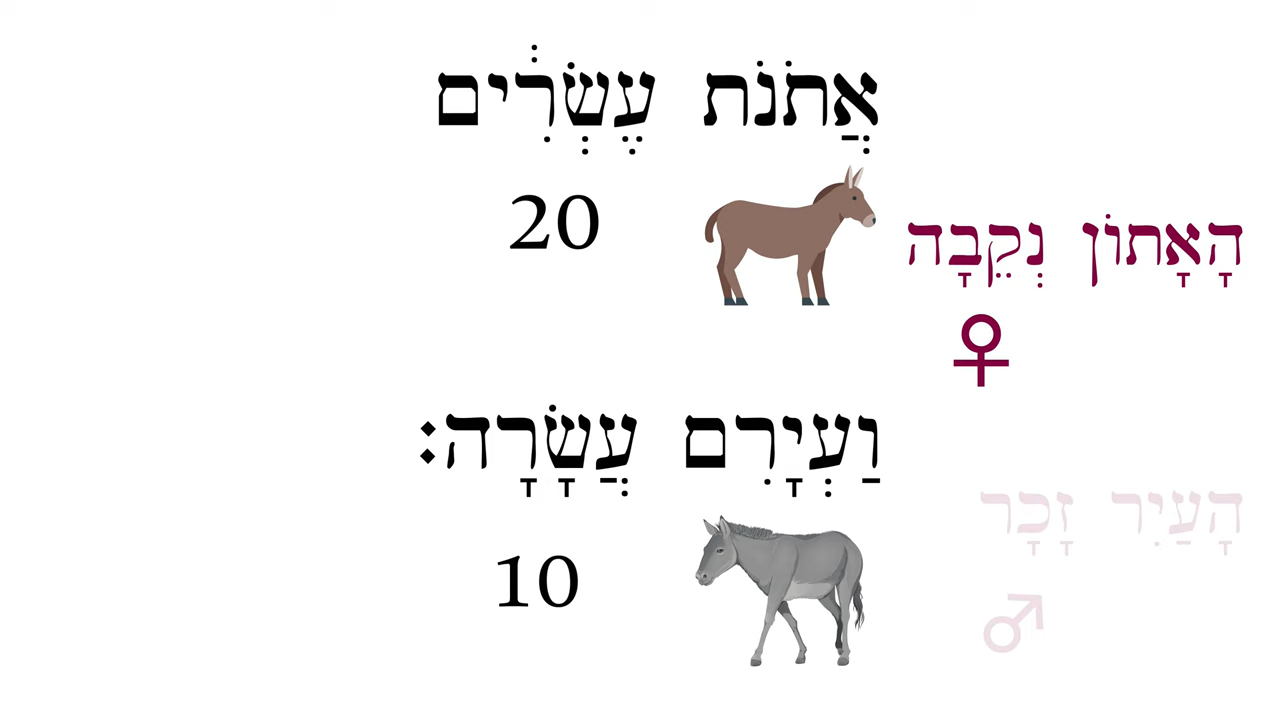 אֲתֹנֹת עֶשְׂרִ֔ים
20
הָאָתוֹן נְקֵבָה
♀
וַעְיָרִם עֲשָׂרָה׃
הָעַיִר זָכָר
10
♂